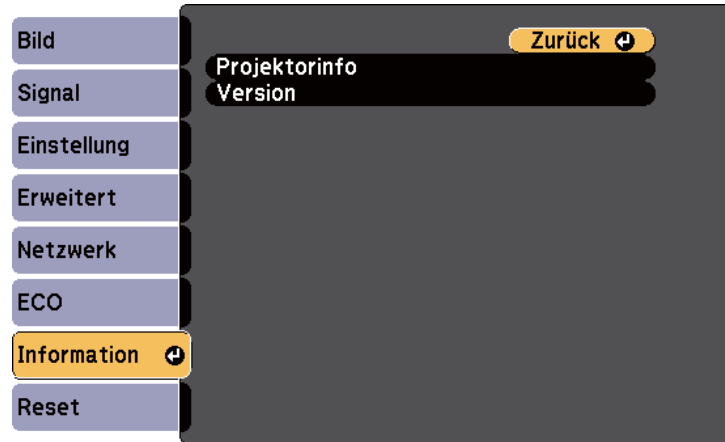 Bild
Signal
Einstellung
Erweitert
Netzwerk
ECO
Information
Reset
Zurück
Projektorinfo
Version